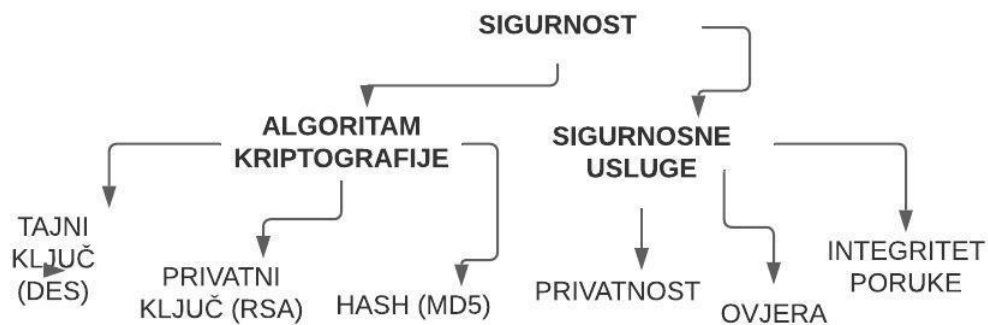 SIGURNOST
ALGORITAM
KRIPTOGRAFIJE
SIGURNOSNE
USLUGE
TAJNI
KLJUČ
(DES)
PRIVATNI
KLJUČ (RSA)
HASH (MD5)
PRIVATNOST
OVJERA
INTEGRITET
PORUKE